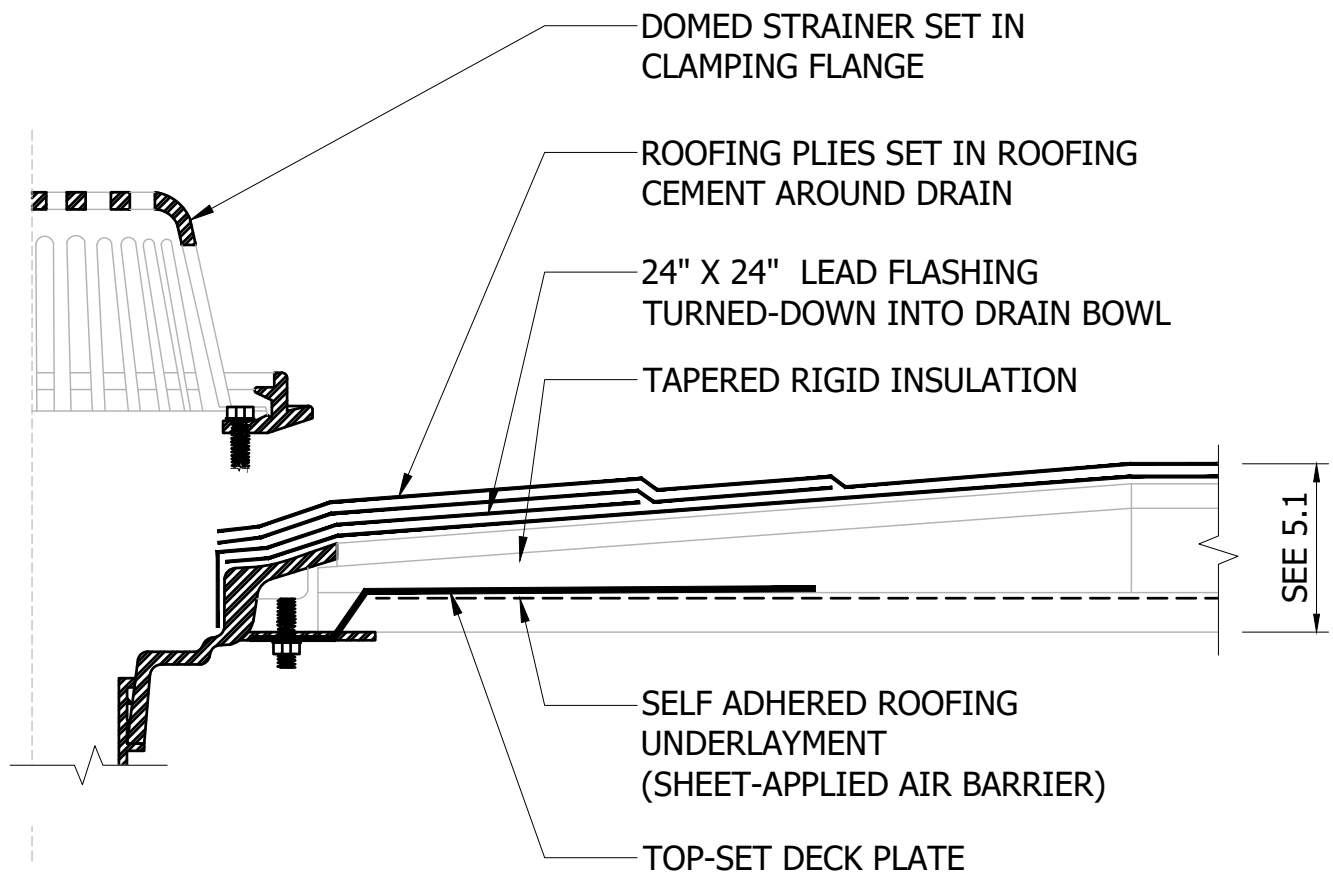 DOMED STRAINER SET IN
CLAMPING FLANGE
ROOFING PLIES SET IN ROOFING
CEMENT AROUND DRAIN
24" X 24" LEAD FLASHING
TURNED-DOWN INTO DRAIN BOWL
TAPERED RIGID INSULATION
SEE 5.1
SELF ADHERED ROOFING
UNDERLAYMENT
(SHEET-APPLIED AIR BARRIER)
TOP-SET DECK PLATE